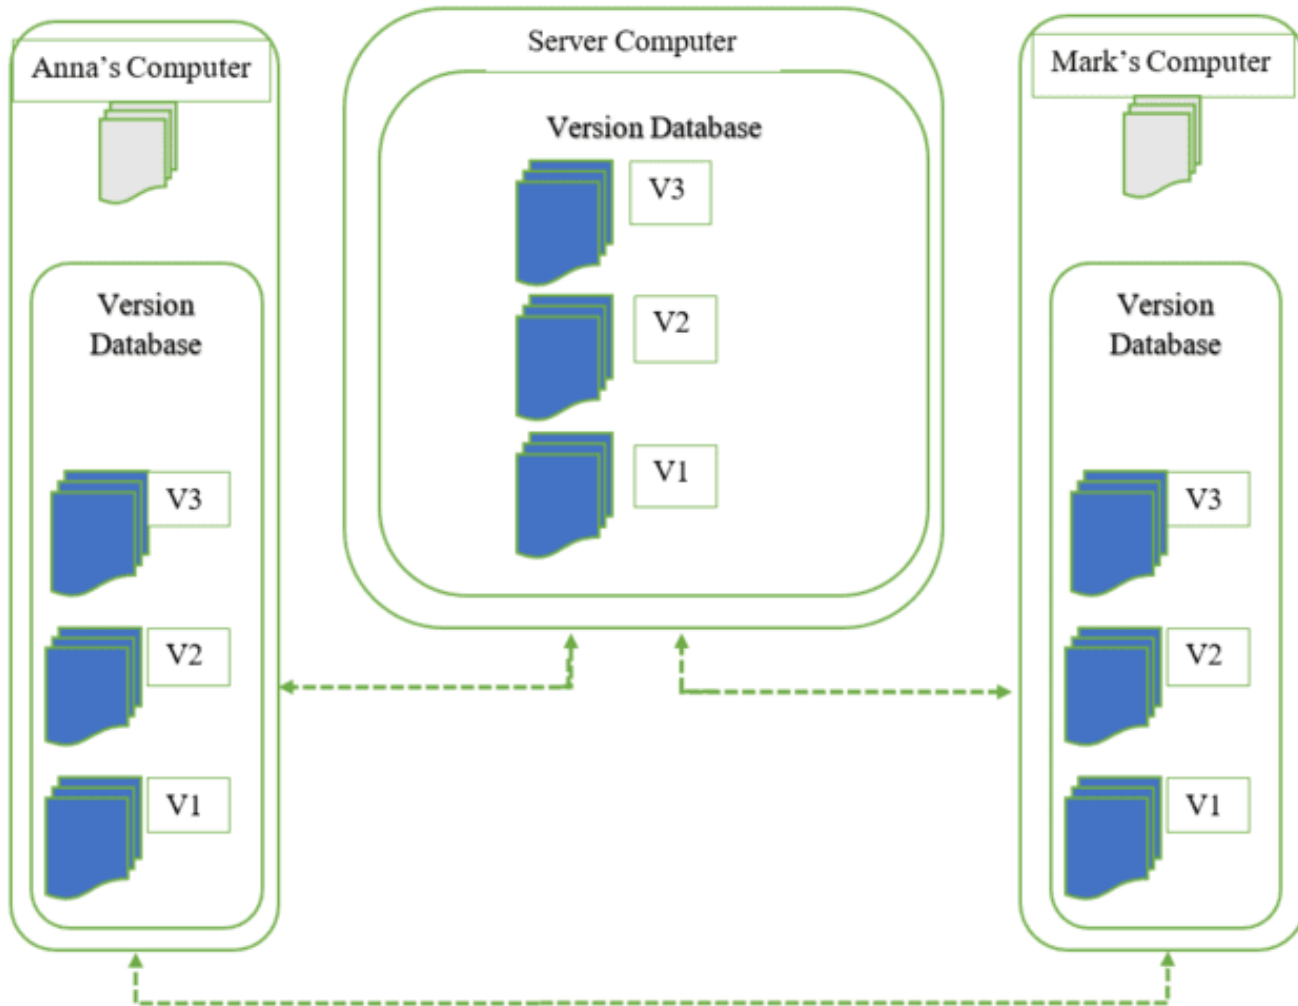 Anna's Computer
Version
Database
V3
V2
V1
Server Computer
Version Database
V3
V2
V1
Mark's Computer
Version
Database
V3
V2
V1